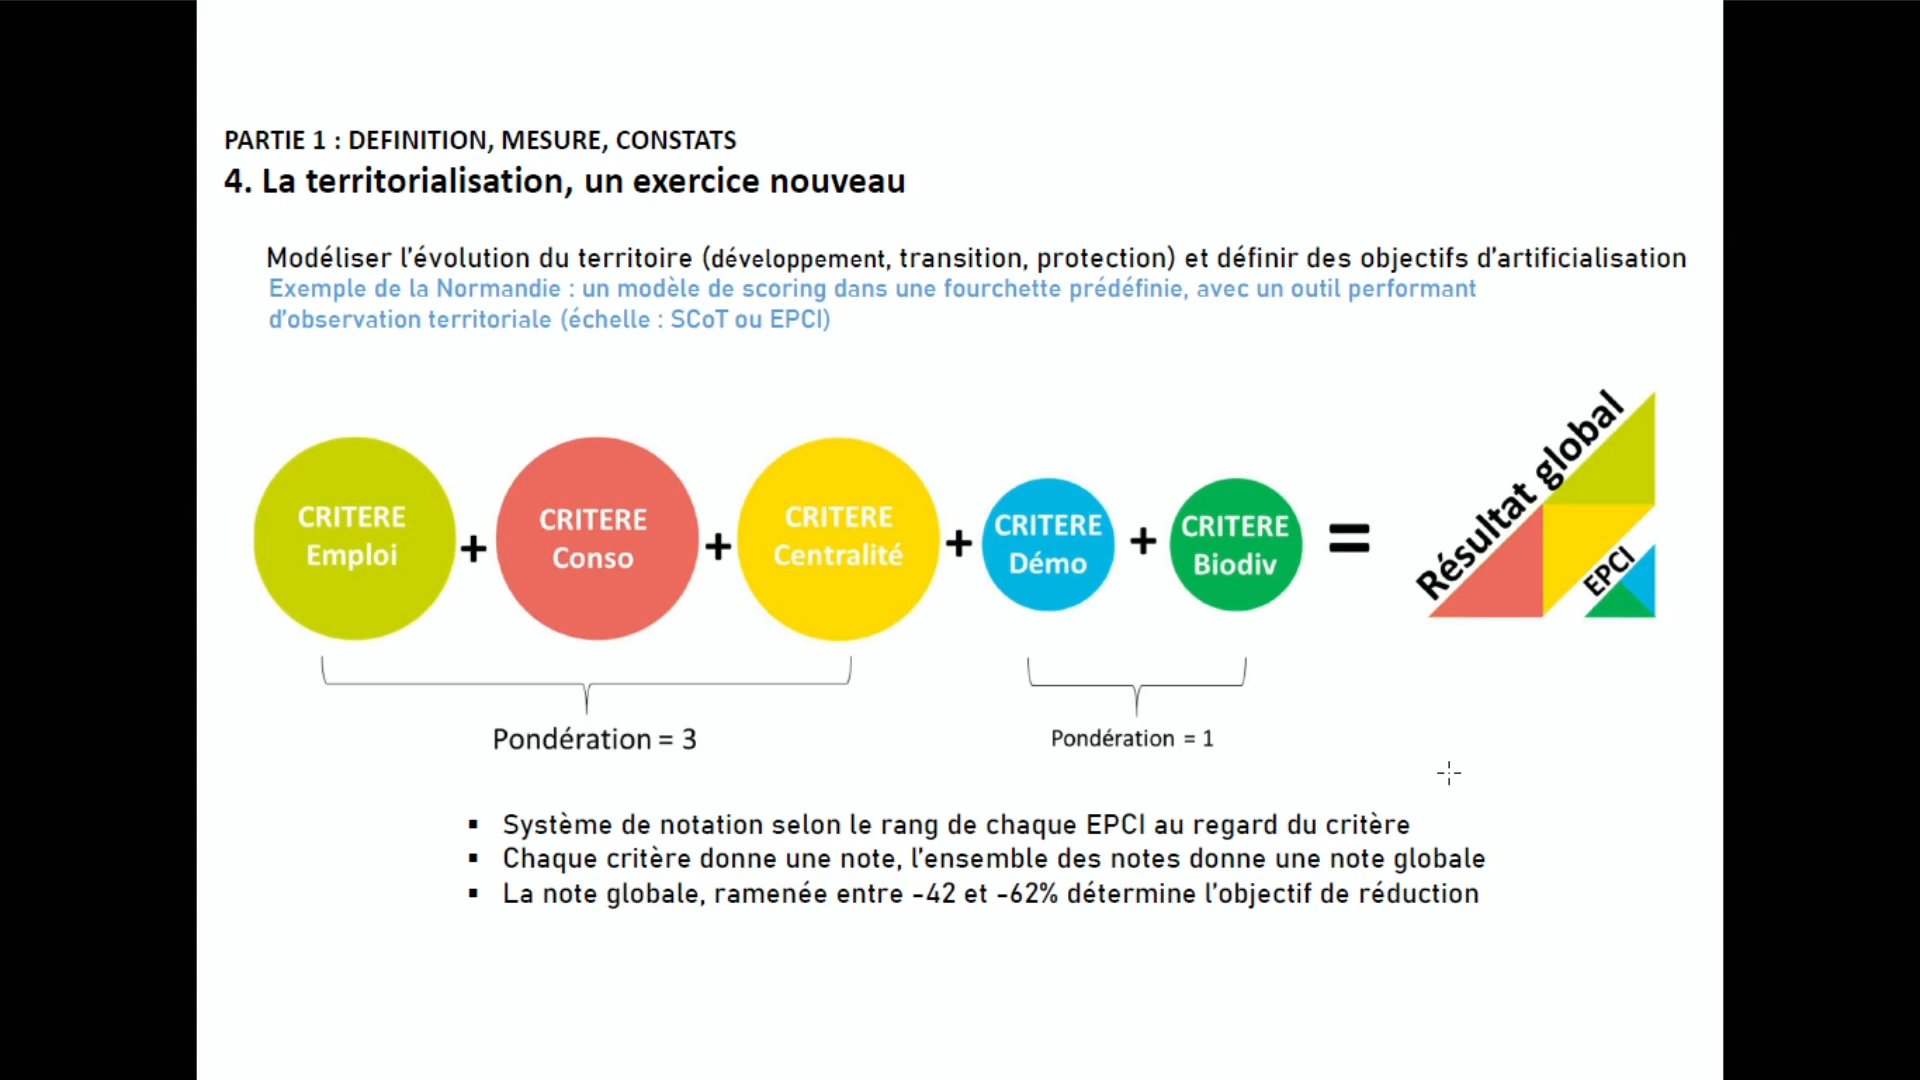 PARTIE 1 : DEFINITION, MESURE, CONSTATS
4. La territorialisation, un exercice nouveau
Modéliser l'évolution du territoire (développement, transition, protection) et définir des objectifs d'artificialisation
Exemple de la Normandie : un modèle de scoring dans une fourchette prédéfinie, avec un outil performant
d'observation territoriale (échelle : SCoT ou EPCI)
CRITERE
Emploi
+
CRITERE
Conso
+
CRITERE
Centralité
+
CRITERE
Démo
+
CRITERE
Biodiv
=
Résultat global
EPCI
Pondération = 3
Pondération = 1
▪ Système de notation selon le rang de chaque EPCI au regard du critère
▪ Chaque critère donne une note, l'ensemble des notes donne une note globale
▪ La note globale, ramenée entre -42 et -62% détermine l'objectif de réduction